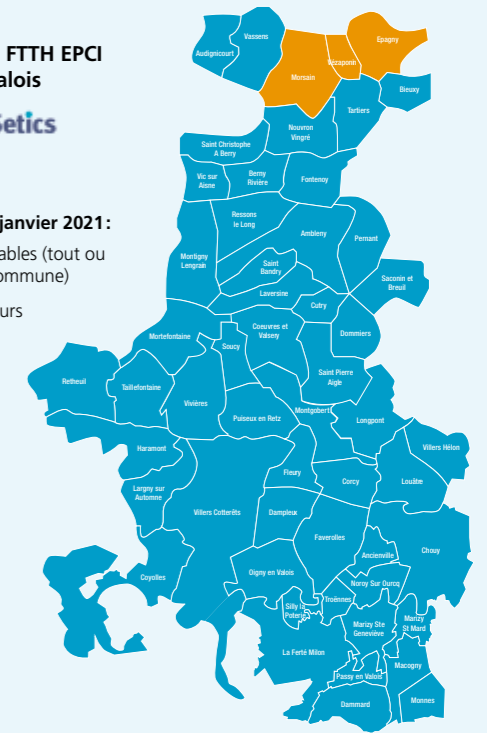 FTTH EPCI
alois
Setics
janvier 2021:
ables (tout ou
commune)
urs
Vassens
Audignicourt
Epagny
Vézaponin
Morsain
Bieuxy
Tartiers
Nouvron
Vingré
Saint Christophe
A Berry
Vic sur
Aisne
Berny
Rivière
Fontenoy
Ressons
le Long
Ambleny
Pernant
Montigny
Lengrain
Saint
Bandry
Saconin et
Breuil
Laversine
Cutry
Mortefontaine
Soucy
Coeuvres et
Valsery
Dommiers
Retheuil
Taillefontaine
Saint Pierre
Aigle
Vivières
Puiseux en Retz
Montgobert
Longpont
Haramont
Villers Hélon
Fleury
Corcy
Louâtre
Largny sur
Automne
Villers Cotterêts
Dampleux
Faverolles
Ancienville
Chouy
Coyolles
Oigny en Valois
Noroy Sur Ourcq
Silly la
Poterie
Troësnes
Marizy Ste
Geneviève
Marizy
St Mard
La Ferté Milon
Macogny
Passy en Valois
Dammard
Monnes